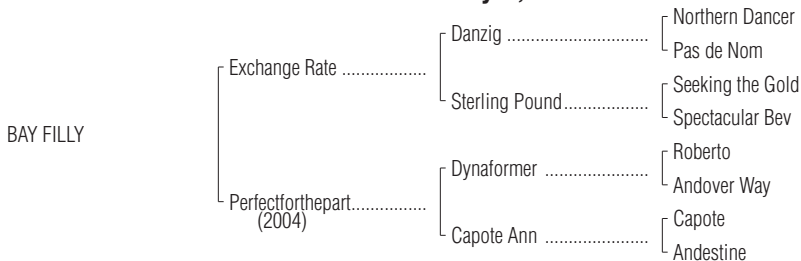 Northern Dancer
Danzig ..............................
Pas de Nom
Exchange Rate ..................
Seeking the Gold
Sterling Pound..................
Spectacular Bev
BAY FILLY
Roberto
Dynaformer ......................
Andover Way
Perfectforthepart................
(2004)
Capote
Capote Ann ......................
Andestine